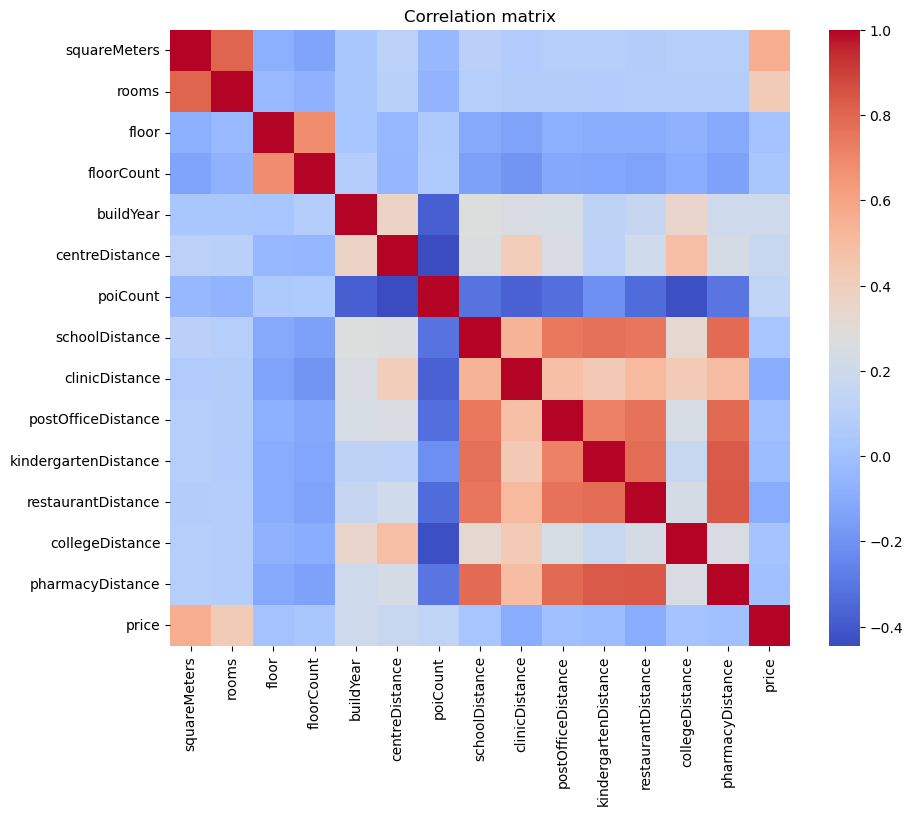 Correlation matrix
squareMeters
rooms
floor
floorCount
buildYear
centreDistance
poiCount
schoolDistance
clinicDistance
postOfficeDistance
kindergartenDistance
restaurantDistance
collegeDistance
pharmacyDistance
price
squareMeters
rooms
floor
floorCount
buildYear
centreDistance
poiCount
schoolDistance
clinicDistance
postOfficeDistance
kindergartenDistance
restaurantDistance
collegeDistance
pharmacyDistance
price
1.0
0.8
0.6
0.4
0.2
0.0
−0.2
−0.4